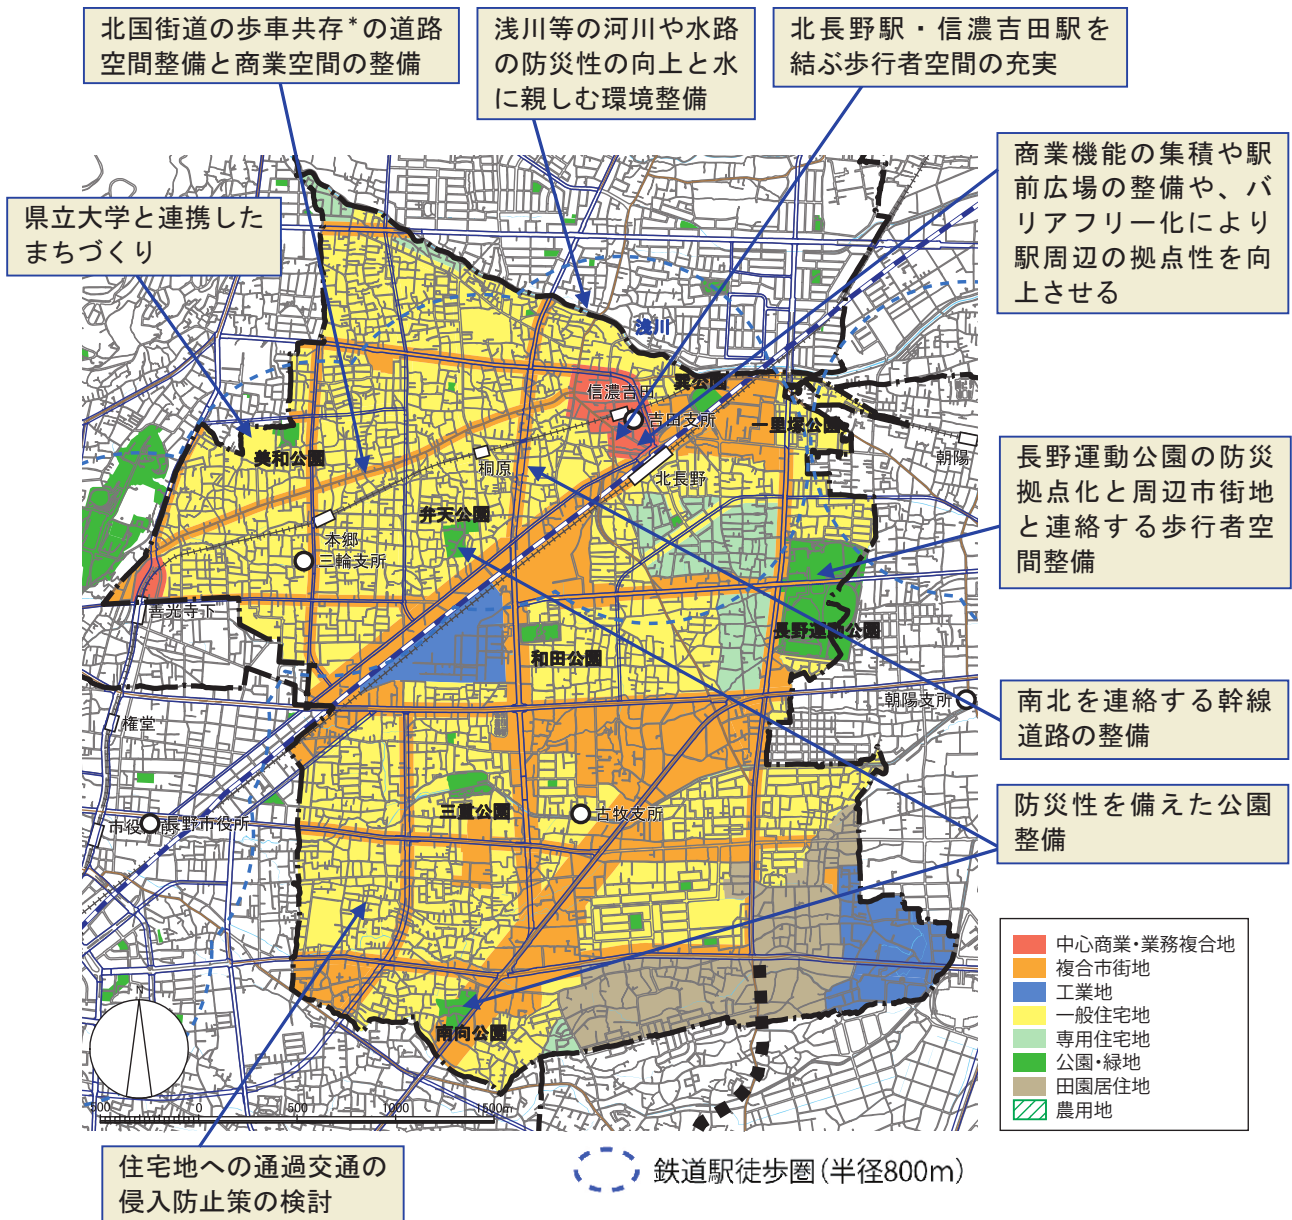 北国街道の歩車共存*の道路
空間整備と商業空間の整備
浅川等の河川や水路
の防災性の向上と水
に親しむ環境整備
北長野駅・信濃吉田駅を
結ぶ歩行者空間の充実
商業機能の集積や駅
前広場の整備や、バ
リアフリー化により
駅周辺の拠点性を向
上させる
県立大学と連携した
まちづくり
浅川
信濃吉田
吉田支所
一里塚公園
朝陽
美和公園
桐原
北長野
弁天公園
本郷
三輪支所
長野運動公園の防災
拠点化と周辺市街地
と連絡する歩行者空
間整備
善光寺下
和田公園
長野運動公園
権堂
朝陽支所
南北を連絡する幹線
道路の整備
三重公園
古牧支所
長野市役所
防災性を備えた公園
整備
南向公園
N
500
0
500
1000
1500m
中心商業・業務複合地
複合市街地
工業地
一般住宅地
専用住宅地
公園・緑地
田園居住地
農用地
住宅地への通過交通の
侵入防止策の検討
鉄道駅徒歩圏(半径800m)